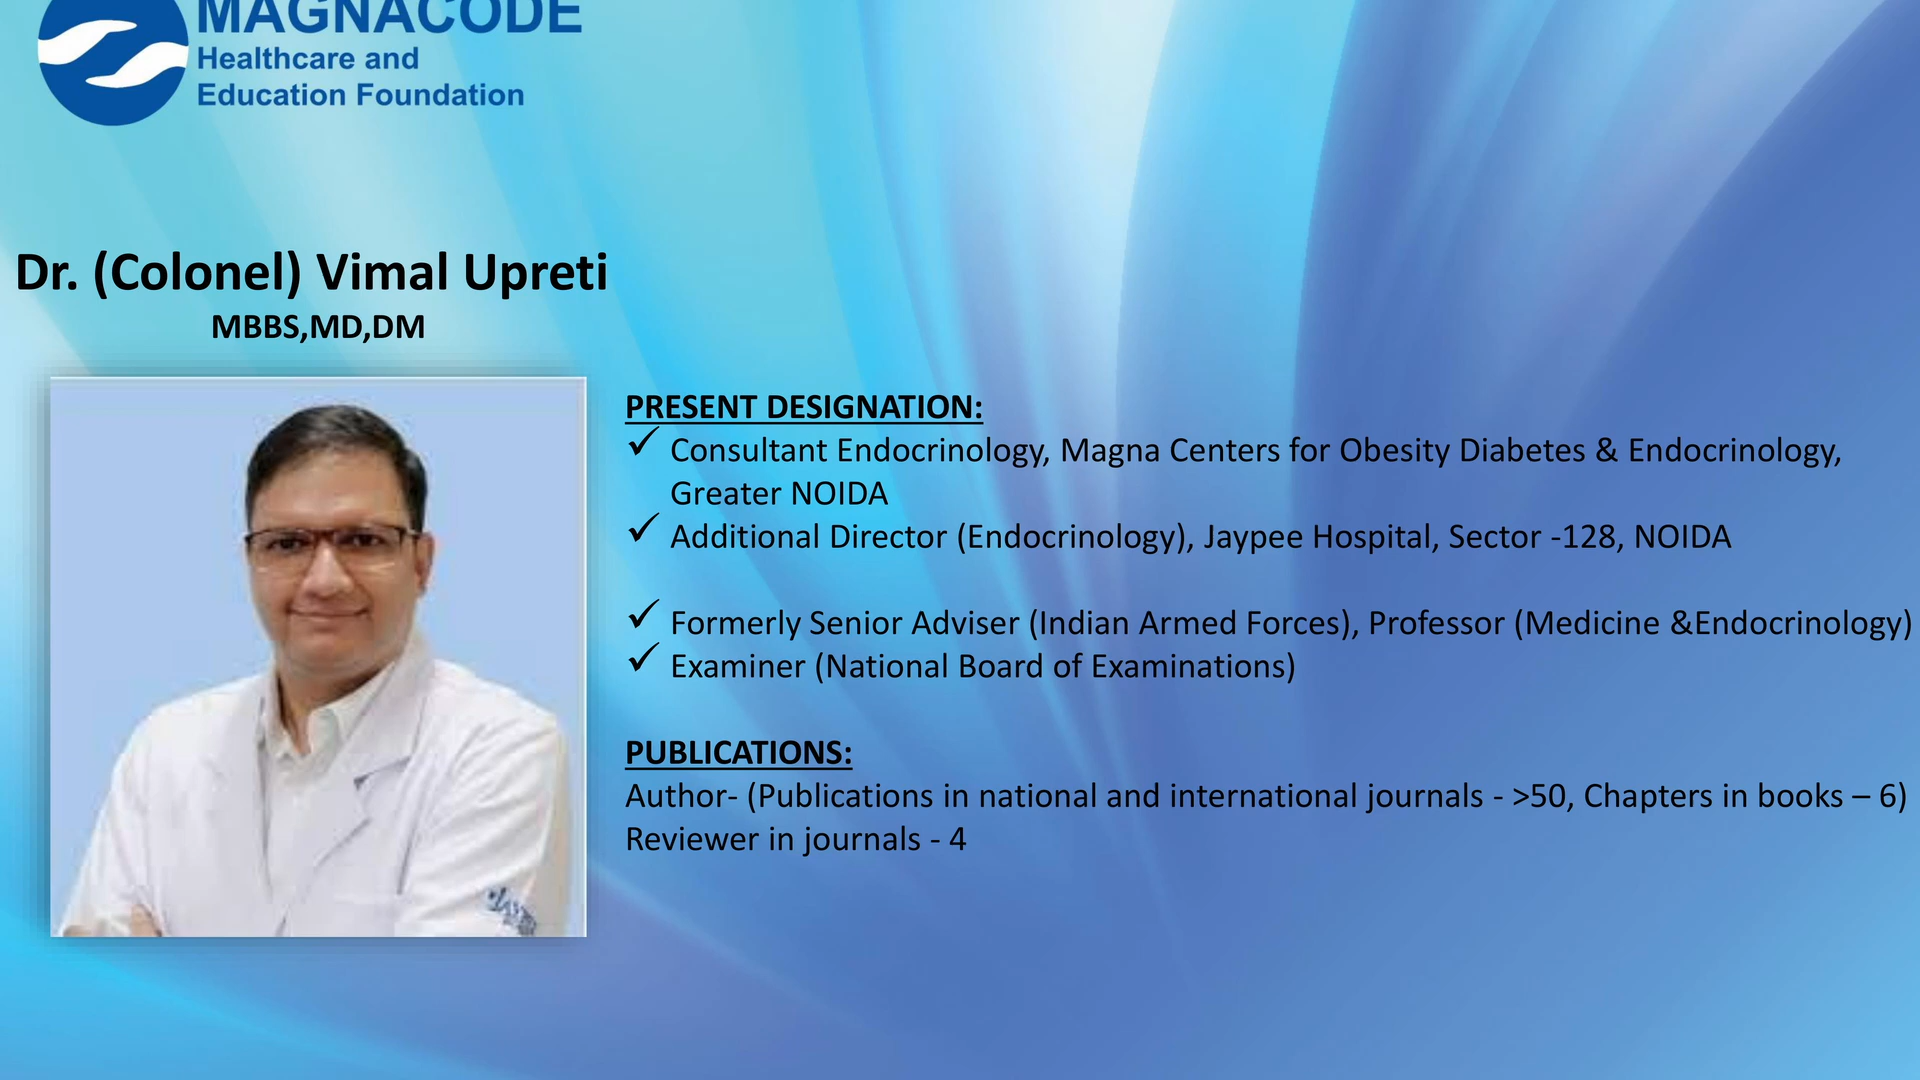 MAGNACODE
Healthcare and
Education Foundation
Dr. (Colonel) Vimal Upreti
MBBS,MD,DM
PRESENT DESIGNATION:
✓ Consultant Endocrinology, Magna Centers for Obesity Diabetes & Endocrinology,
Greater NOIDA
✓ Additional Director (Endocrinology), Jaypee Hospital, Sector -128, NOIDA
✓ Formerly Senior Adviser (Indian Armed Forces), Professor (Medicine &Endocrinology)
✓ Examiner (National Board of Examinations)
PUBLICATIONS:
Author- (Publications in national and international journals - >50, Chapters in books – 6)
Reviewer in journals - 4